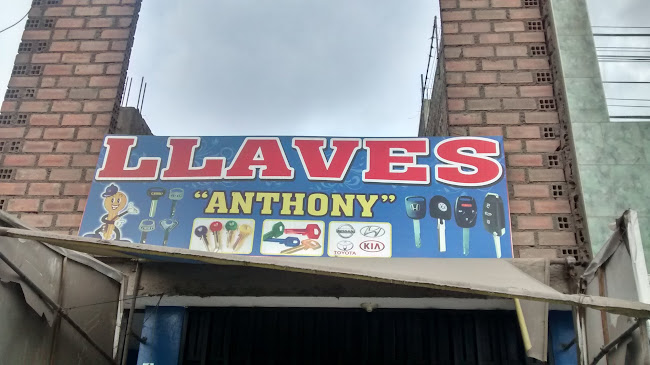 LLAVES
"ANTHONY"
NISSAN
HYUNDAI
TOYOTA
KIA